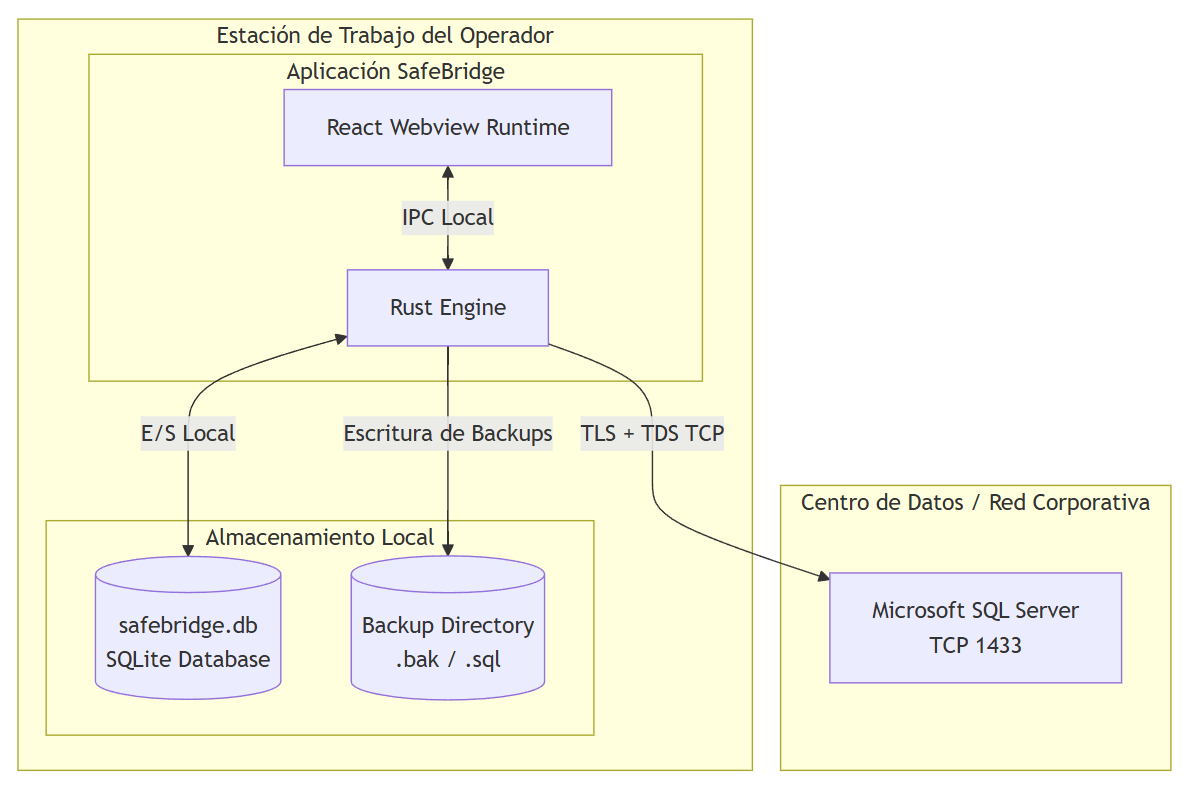 Estación de Trabajo del Operador
Aplicación SafeBridge
React Webview Runtime
IPC Local
Rust Engine
E/S Local
Escritura de Backups
TLS + TDS TCP
Centro de Datos / Red Corporativa
Almacenamiento Local
safebridge.db
SQLite Database
Backup Directory
.bak / .sql
Microsoft SQL Server
TCP 1433